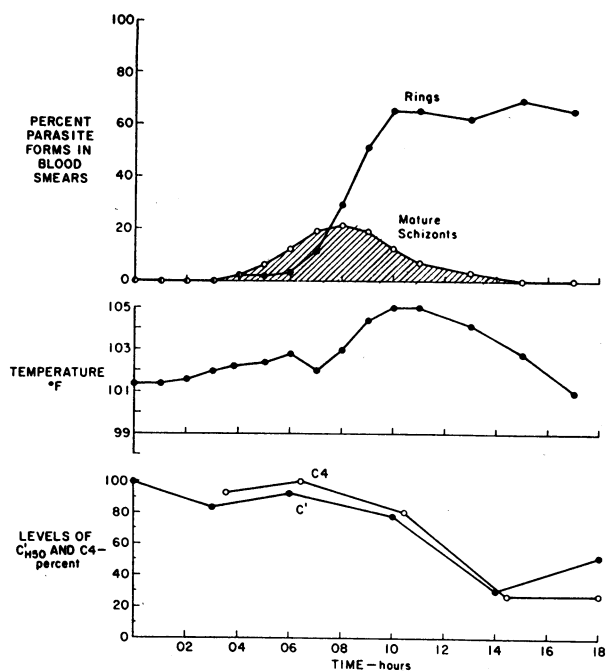 100
80
60
40
20
0
PERCENT
PARASITE
FORMS IN
BLOOD
SMEARS
Rings
Mature
Schizonts
105
103
101
99
TEMPERATURE
°F
100
80
60
40
20
0
LEVELS OF
C'H50 AND C4-
percent
C4
C'
02 04 06 08 10 12 14 16 18
TIME-hours